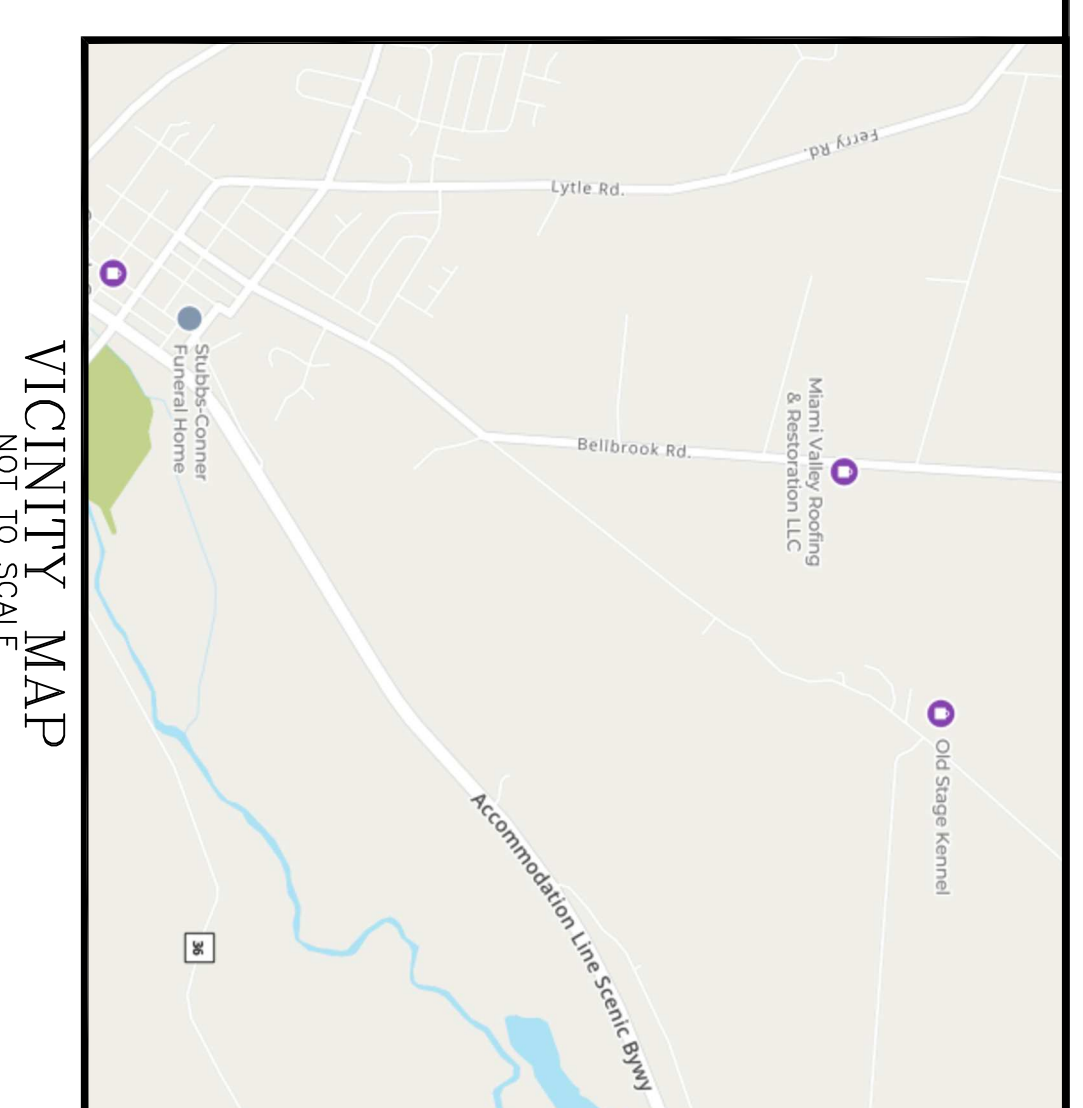 VICINITY MAP
NOT TO SCALE
Ferry Rd.
Lytle Rd.
Stubbs-Conner
Funeral Home
Bellbrook Rd.
Miami Valley Roofing
& Restoration LLC
Old Stage Kennel
Accommodation Line Scenic Bywy
36